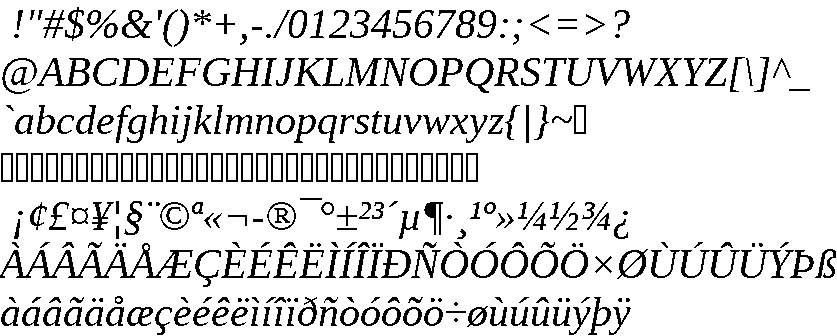 !"#$%&'()*+,-./0123456789:;<=>?
@ABCDEFGHIJKLMNOPQRSTUVWXYZ[\]^_
`abcdefghijklmnopqrstuvwxyz{|}~▯
▯▯▯▯▯▯▯▯▯▯▯▯▯▯▯▯▯▯▯▯▯▯▯▯▯▯▯▯▯▯▯▯
¡¢£¤¥¦§¨©ª«¬-®¯°±²³´µ¶·¸¹º»¼½¾¿
ÀÁÂÃÄÅÆÇÈÉÊËÌÍÎÏÐÑÒÓÔÕÖ×ØÙÚÛÜÝÞß
àáâãäåæçèéêëìíîïðñòóôõö÷øùúûüýþÿ